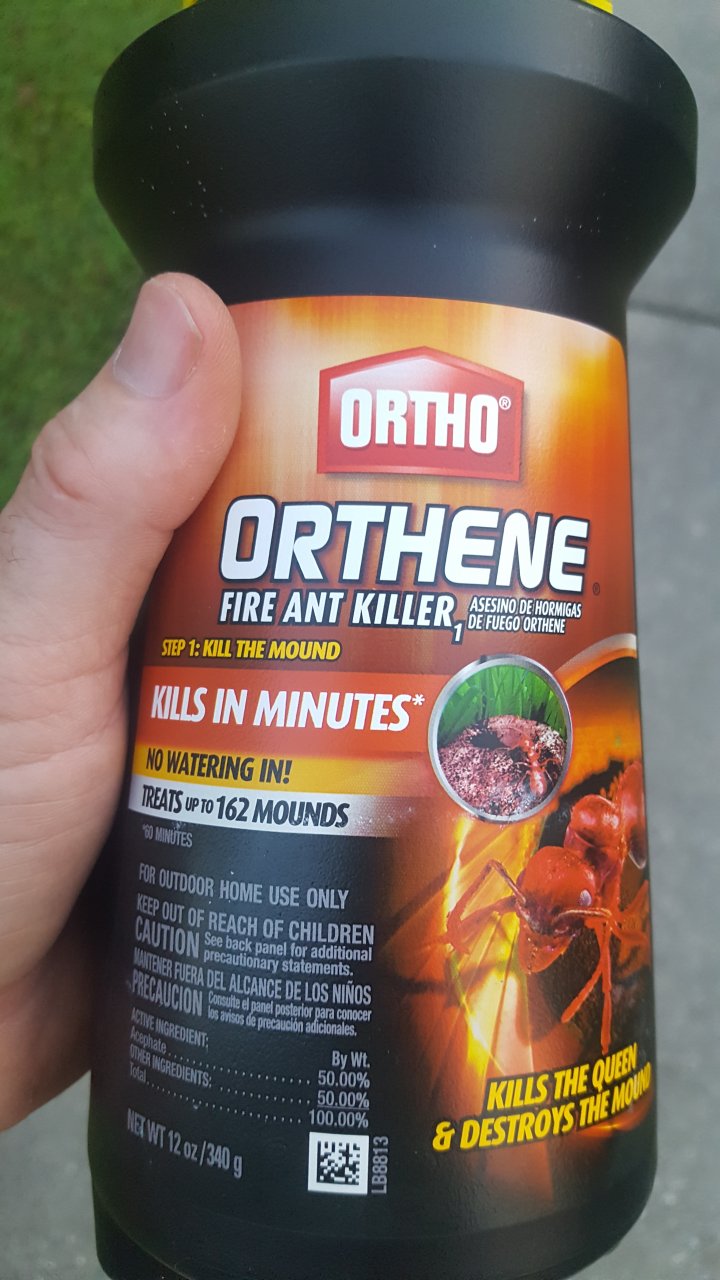 ORTHO®
ORTHENE®
FIRE ANT KILLER1
ASESINO DE HORMIGAS
DE FUEGO ORTHENE
STEP 1: KILL THE MOUND
KILLS IN MINUTES*
NO WATERING IN!
TREATS UP TO 162 MOUNDS
*60 MINUTES
FOR OUTDOOR HOME USE ONLY
KEEP OUT OF REACH OF CHILDREN
CAUTION See back panel for additional
precautionary statements.
MANTENER FUERA DEL ALCANCE DE LOS NIÑOS
PRECAUCION Consulte el panel posterior para conocer
los avisos de precaución adicionales.
ACTIVE INGREDIENT: By Wt.
Acephate 50.00%
OTHER INGREDIENTS: 50.00%
Total 100.00%
NET WT 12 oz/340 g
LB8813
KILLS THE QUEEN
& DESTROYS THE MOUND